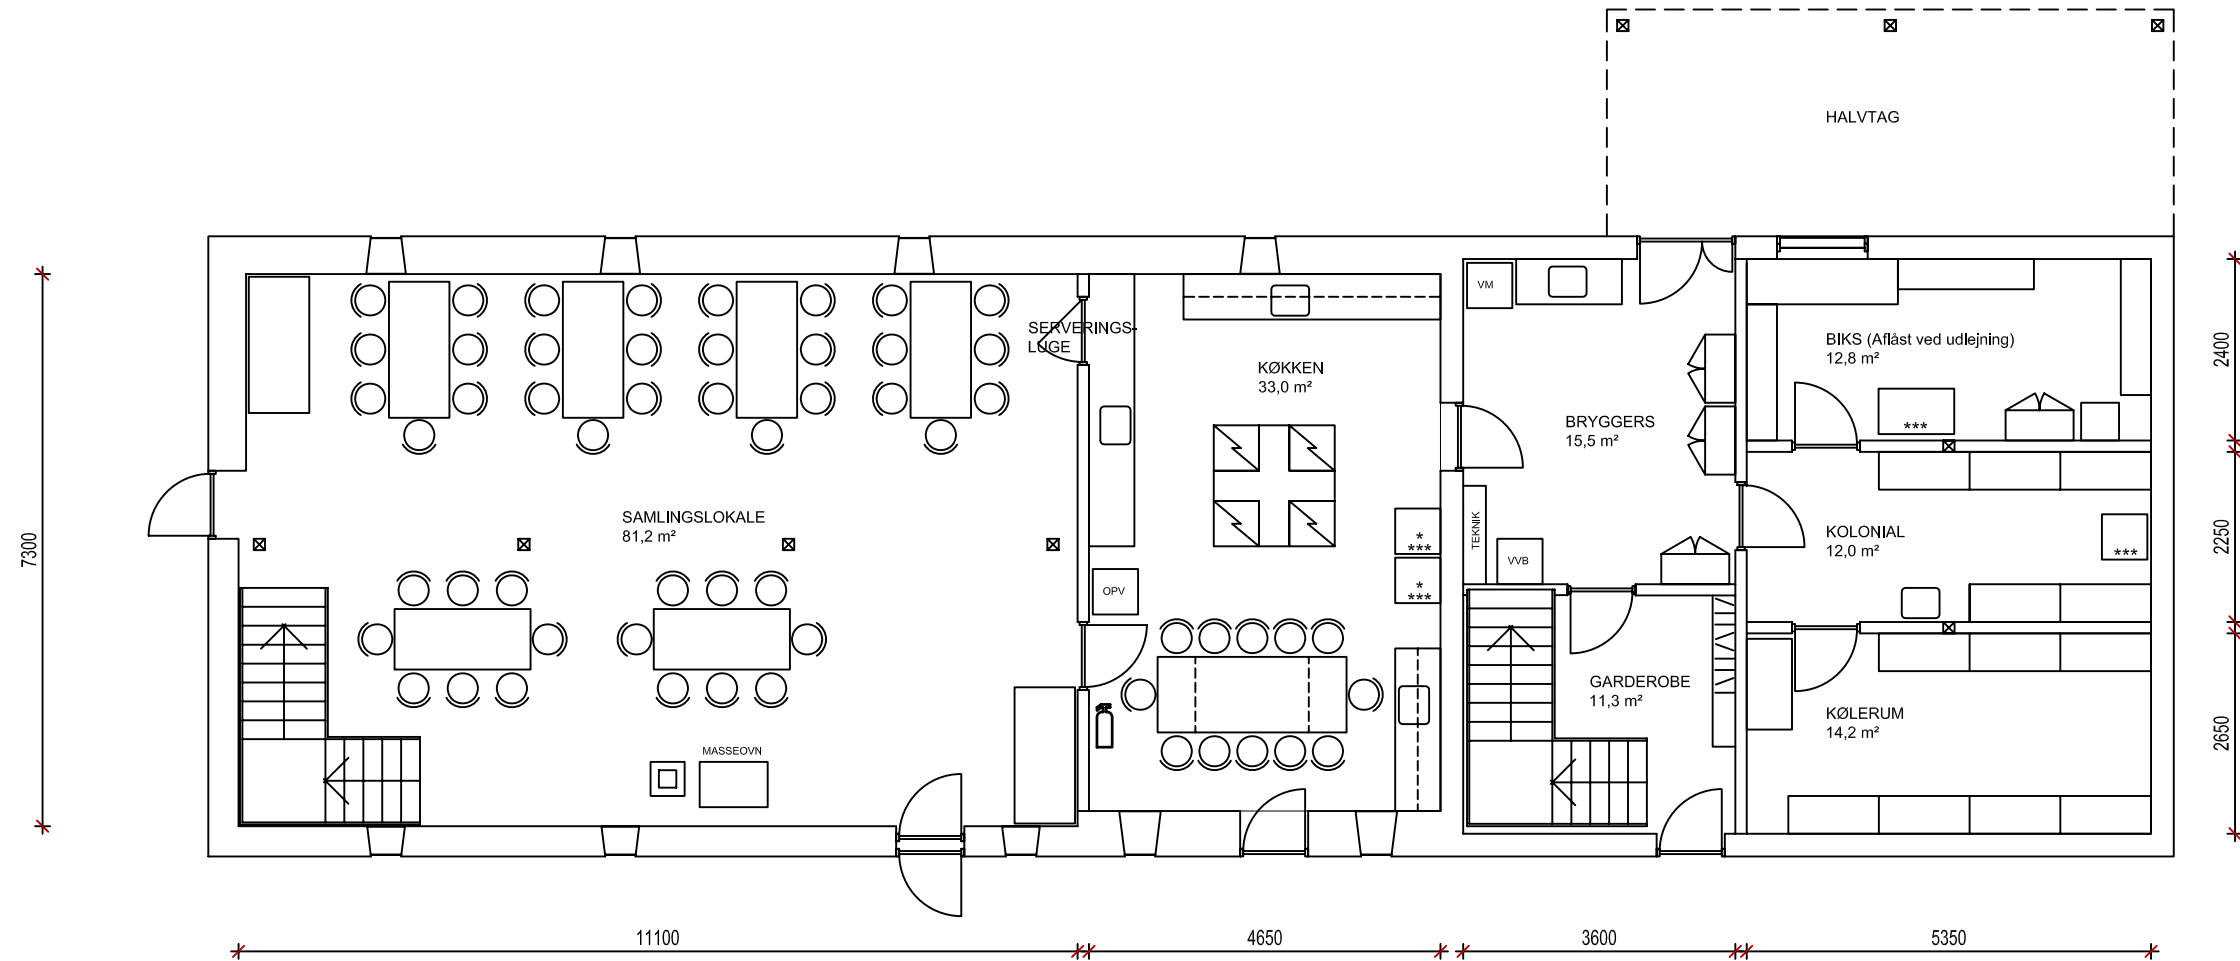 HALVTAG
SERVERINGS-
LUGE
KØKKEN
33,0 m²
VM
BIKS (Aflåst ved udlejning)
12,8 m²
***
BRYGGERS
15,5 m²
SAMLINGSLOKALE
81,2 m²
TEKNIK
VVB
*
***
*
***
OPV
KOLONIAL
12,0 m²
***
GARDEROBE
11,3 m²
KØLERUM
14,2 m²
MASSEOVN
7300
2400
2250
2650
11100
4650
3600
5350